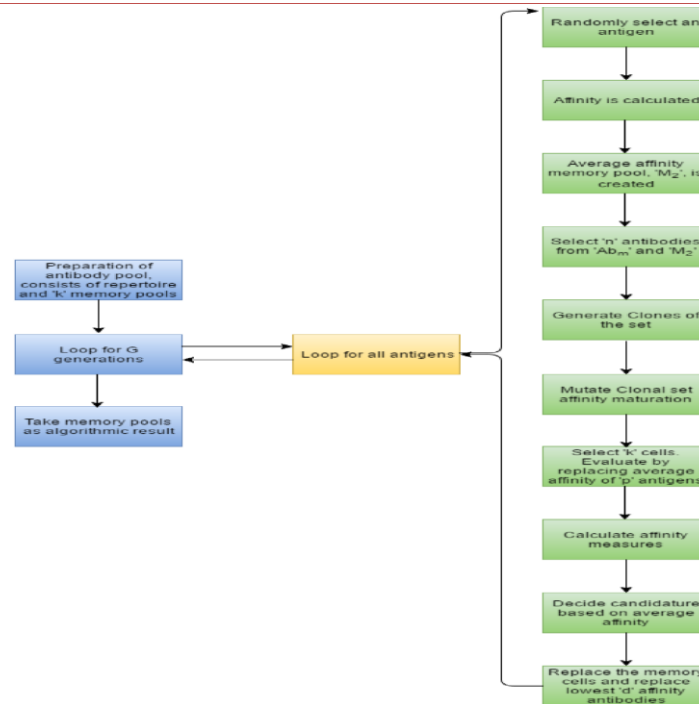 Preparation of
antibody pool,
consists of repertoire
and 'k' memory pools
Loop for G
generations
Take memory pools
as algorithmic result
Loop for all antigens
Randomly select an
antigen
Affinity is calculated
Average affinity
memory pool, 'M₂', is
created
Select 'n' antibodies
from 'Abₘ' and 'M₂'
Generate Clones of
the set
Mutate Clonal set
affinity maturation
Select 'k' cells.
Evaluate by
replacing average
affinity of 'p' antigens
Calculate affinity
measures
Decide candidature
based on average
affinity
Replace the memory
cells and replace
lowest 'd' affinity
antibodies